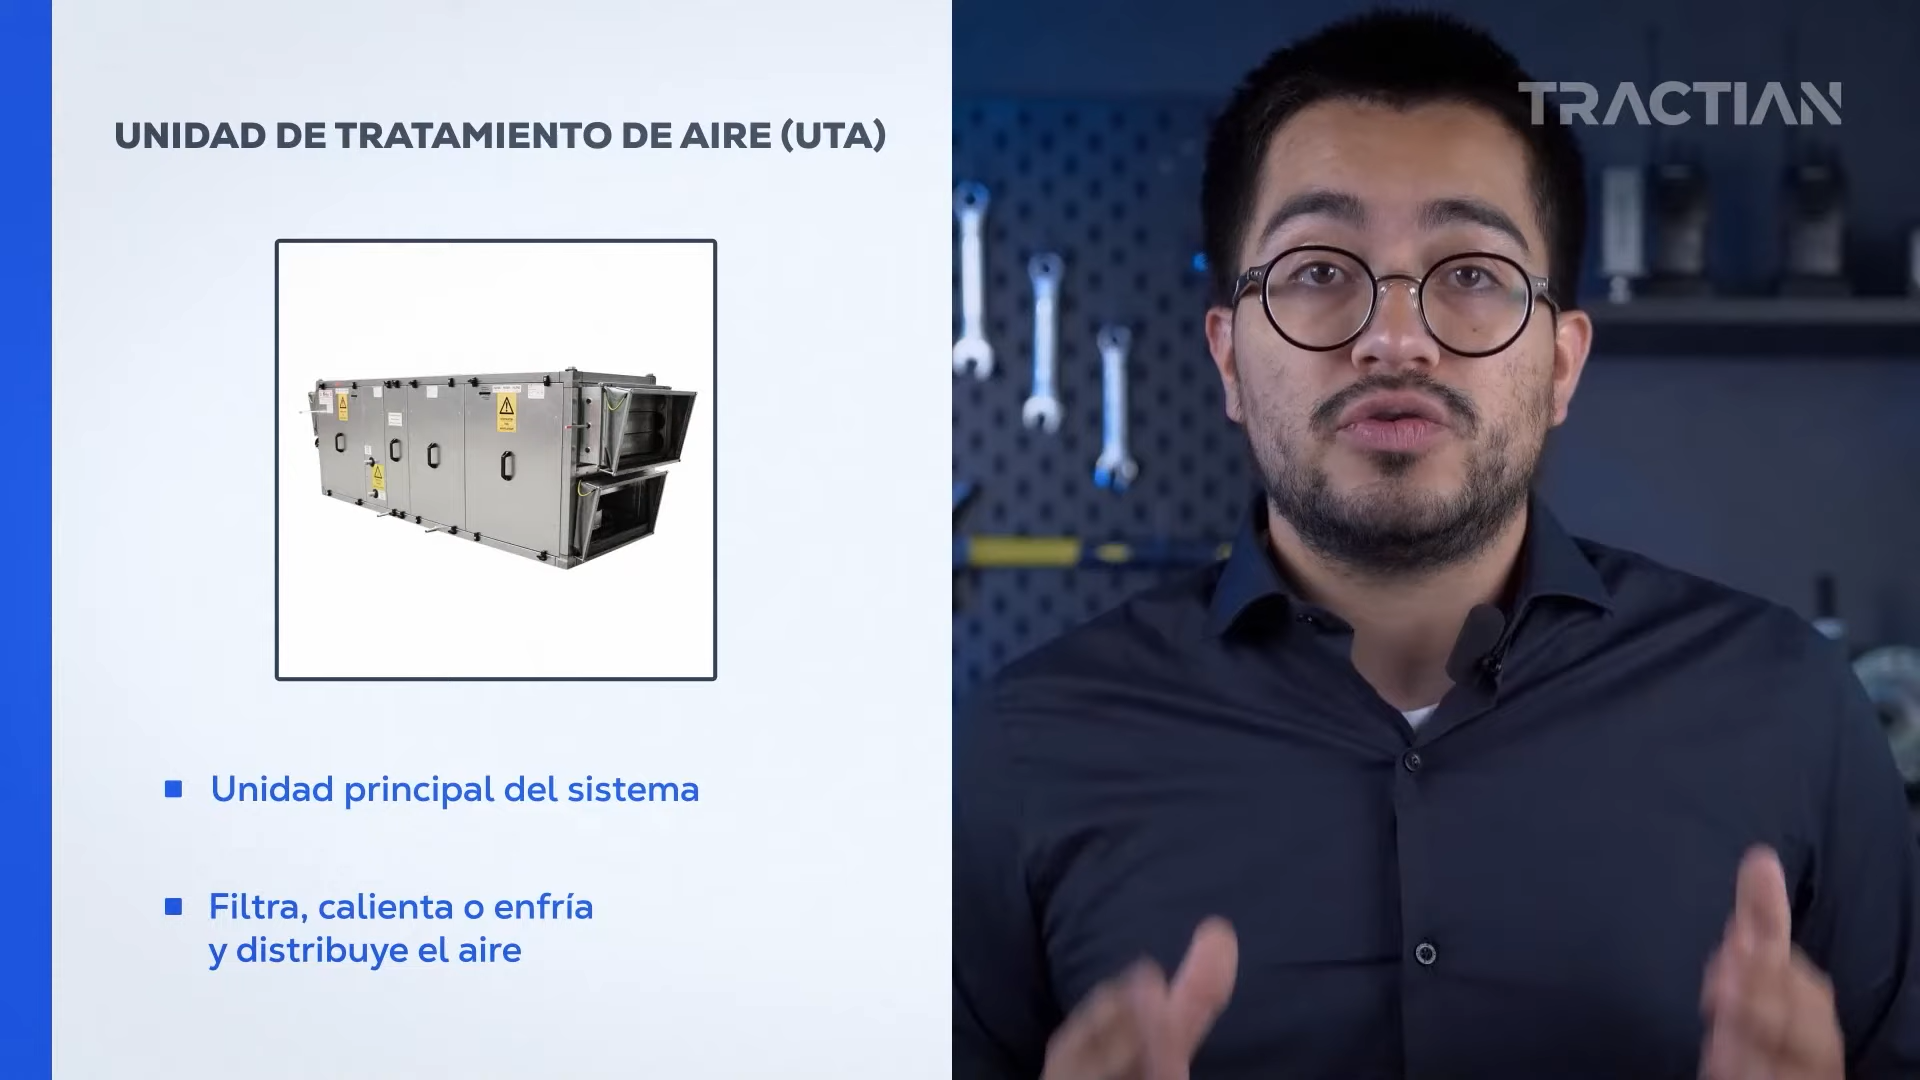 UNIDAD DE TRATAMIENTO DE AIRE (UTA)
TRACTIAN
Unidad principal del sistema
Filtra, calienta o enfría
y distribuye el aire